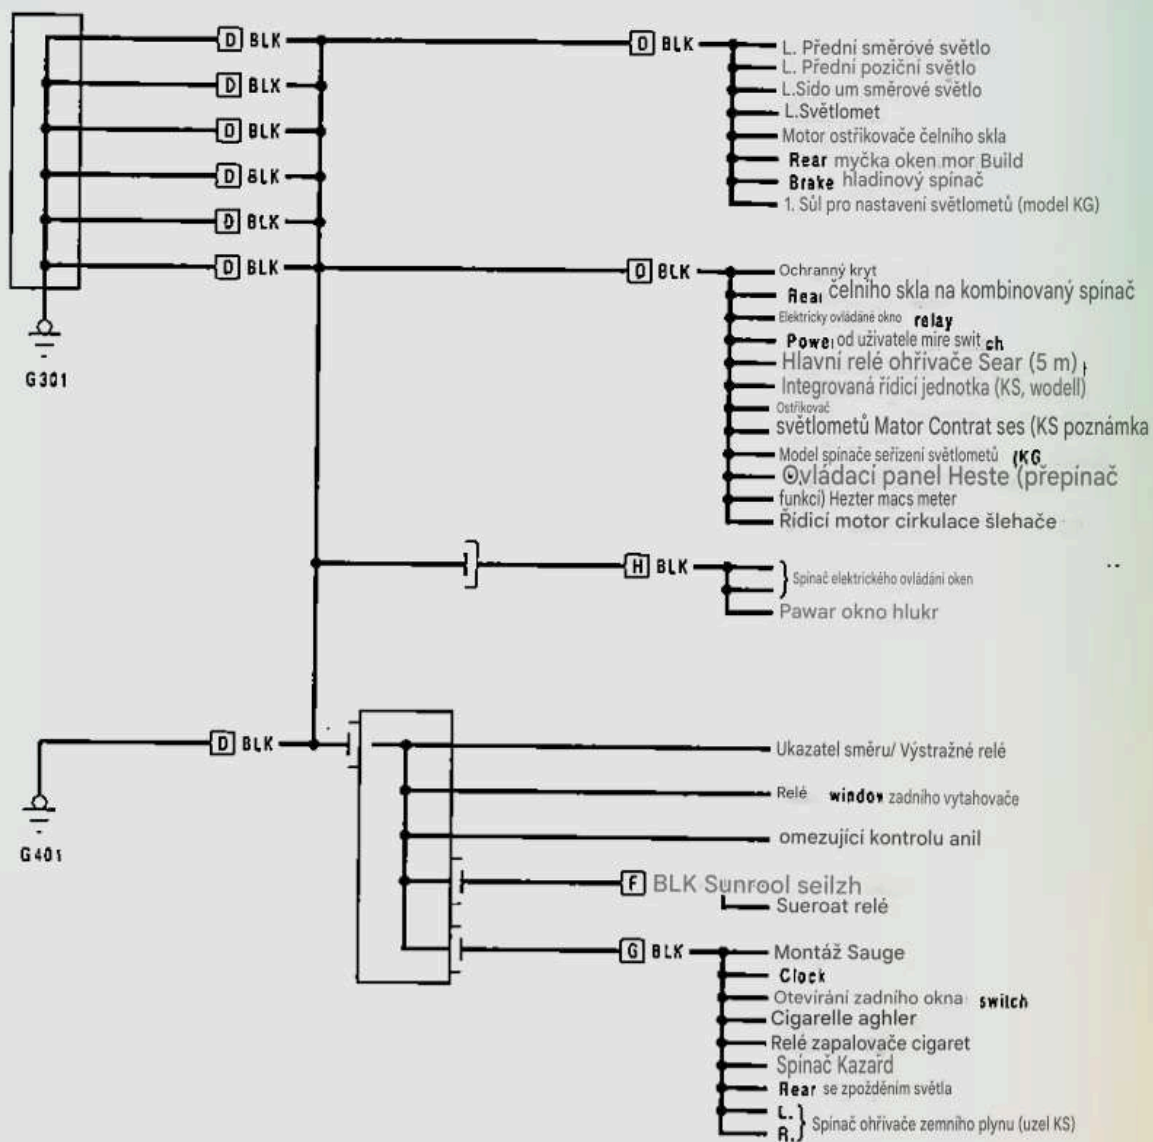 D BLK
D BLK
D BLK
D BLK
D BLK
D BLK
G301
D BLK
L. Přední směrové světlo
L. Přední poziční světlo
L.Sido um směrové světlo
L.Světlomet
Motor ostřikovače čelního skla
Rear myčka oken mor Build
Brake hladinový spínač
1. Sůl pro nastavení světlometů (model KG)
D BLK
Ochranný kryt
Rear čelního skla na kombinovaný spínač
Elektricky ovládané okno relay
Power od uživatele mire switch
Hlavní relé ohřívače Sear (5 m)
Integrovaná řídicí jednotka (KS, wodell)
Ostřikovač
světlometů Mator Contrat ses (KS poznámka
Model spínače seřízení světlometů (KG
Ovládací panel Heste (přepínač
funkcí) Hezter macs meter
Řídicí motor cirkulace šlehače
H BLK
Spínač elektrického ovládání oken
Pawar okno hlukr
D BLK
G401
Ukazatel směru/ Výstražné relé
Relé window zadního vytahovače
omezující kontrolu anil
F BLK Sunrool seilzh
Sueroat relé
G BLK
Montáž Sauge
Clock
Otevírání zadního okna switch
Cigarelle aghler
Relé zapalovače cigaret
Spínač Kazard
Rear se zpožděním světla
L.
R.
Spínač ohřívače zemního plynu (uzel KS)